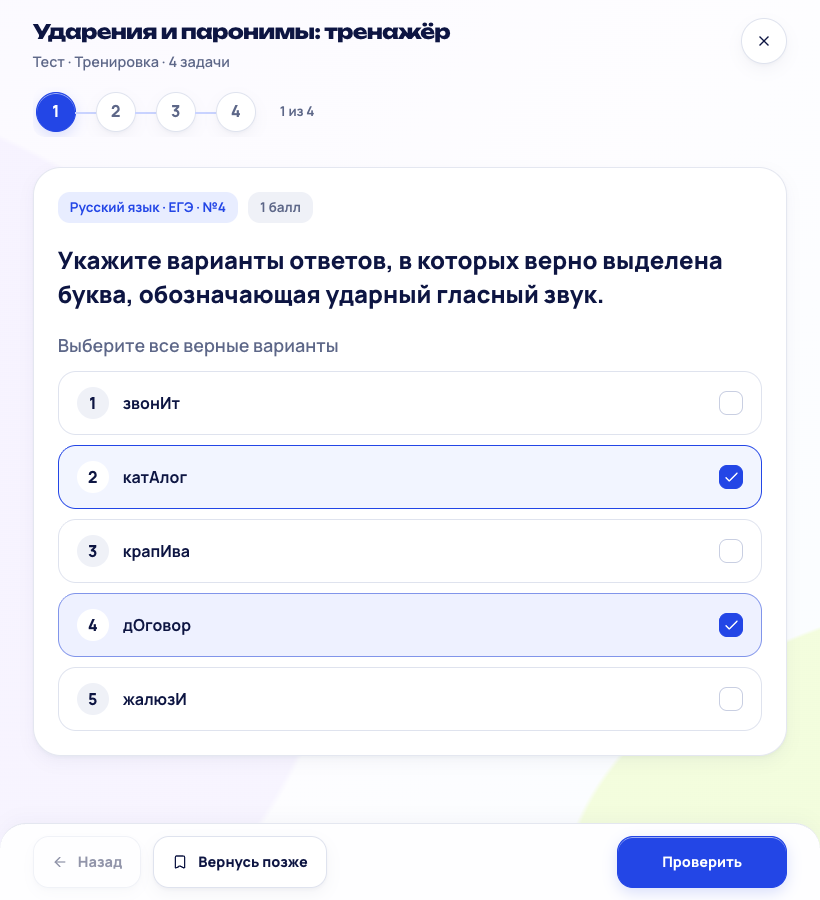 Ударения и паронимы: тренажёр
Тест · Тренировка · 4 задачи
1 2 3 4 1 из 4
Русский язык · ЕГЭ · №4 1 балл
Укажите варианты ответов, в которых верно выделена
буква, обозначающая ударный гласный звук.
Выберите все верные варианты
1 звонИт
2 катАлог
3 крапИва
4 дОговор
5 жалюзИ
Назад Вернусь позже Проверить